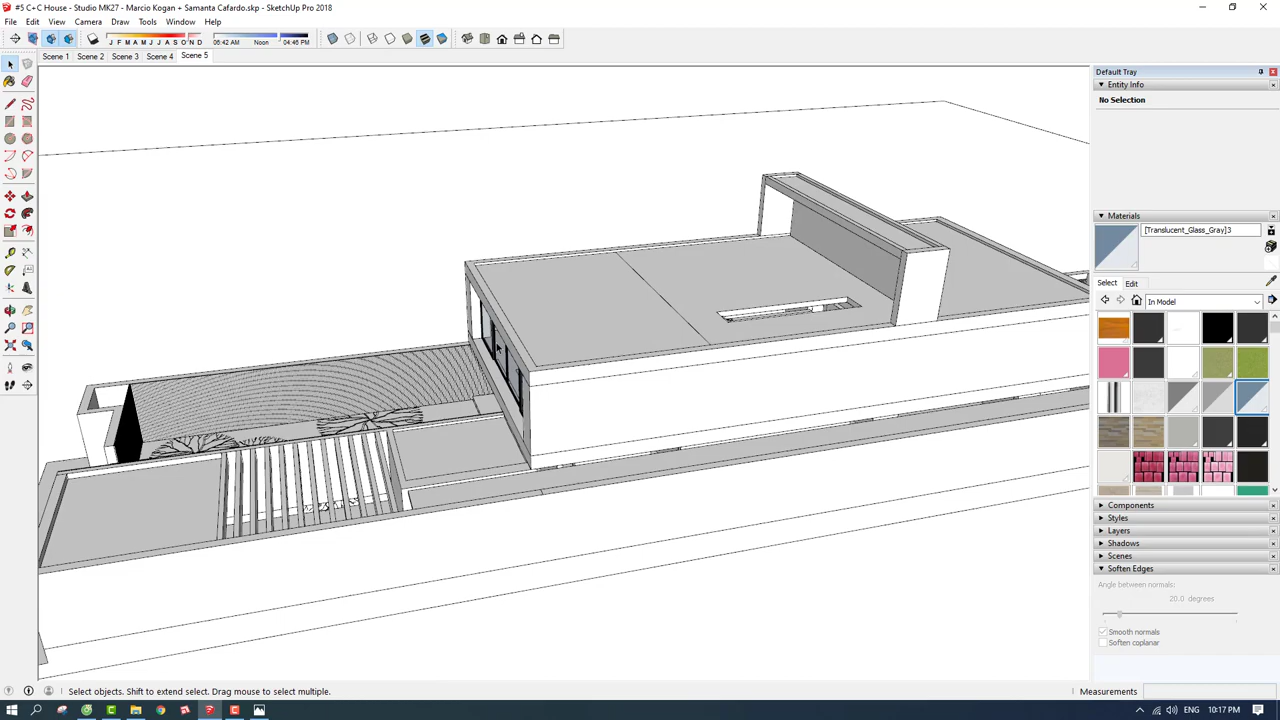 #5 C+C House - Studio MK27 - Marcio Kogan + Samanta Cafardo.skp - SketchUp Pro 2018
File Edit View Camera Draw Tools Window Help
J F M A M J J A S O N D 06:42 AM Noon 04:46 PM
Scene 1 Scene 2 Scene 3 Scene 4 Scene 5
Default Tray
Entity Info
No Selection
Materials
[Translucent_Glass_Gray]3
Select Edit
In Model
Components
Styles
Layers
Shadows
Scenes
Soften Edges
Angle between normals:
20.0 degrees
Smooth normals
Soften coplanar
Select objects. Shift to extend select. Drag mouse to select multiple.
Measurements
ENG 10:17 PM